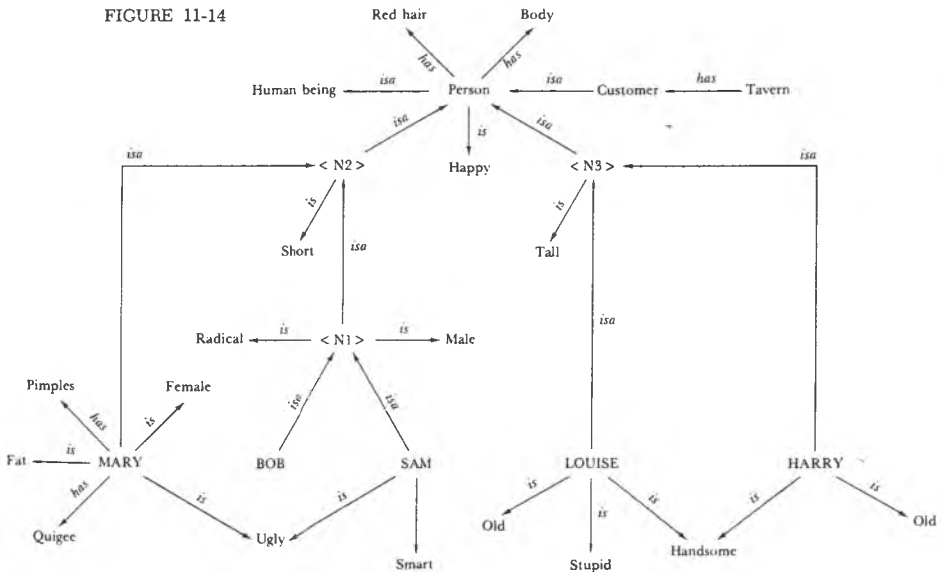 FIGURE 11-14
Red hair
Body
has
has
Human being
isa
Person
isa
Customer
has
Tavern
isa
is
isa
isa
< N2 >
Happy
< N3 >
isa
is
is
Short
isa
Tall
isa
Radical
is
< N1 >
is
Male
Pimples
Female
has
is
isa
isa
Fat
is
MARY
BOB
SAM
LOUISE
HARRY
has
is
is
is
is
is
is
Quigee
Ugly
Old
is
Handsome
Old
Smart
Stupid